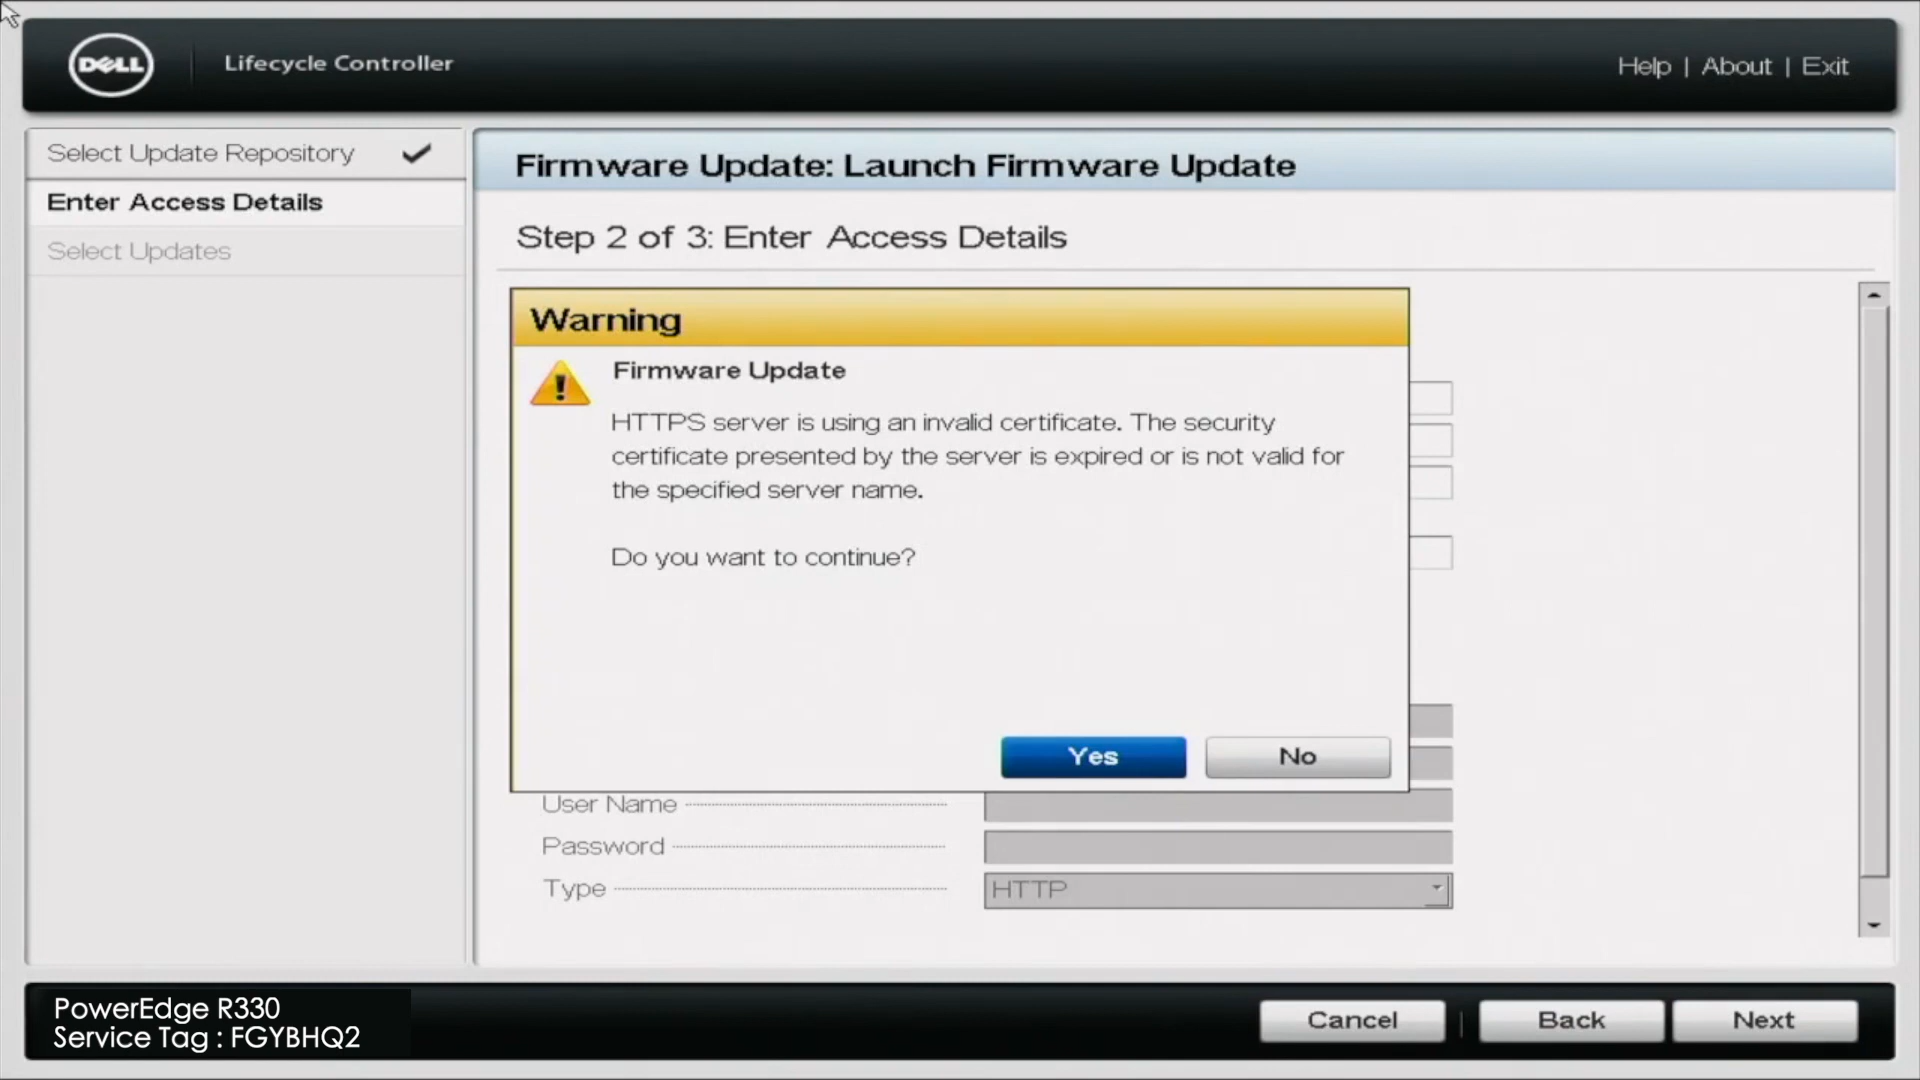 DELL
Lifecycle Controller
Help | About | Exit
Select Update Repository
Enter Access Details
Select Updates
Firmware Update: Launch Firmware Update
Step 2 of 3: Enter Access Details
Warning
Firmware Update
HTTPS server is using an invalid certificate. The security
certificate presented by the server is expired or is not valid for
the specified server name.
Do you want to continue?
Yes
No
User Name
Password
Type
HTTP
PowerEdge R330
Service Tag : FGYBHQ2
Cancel
Back
Next